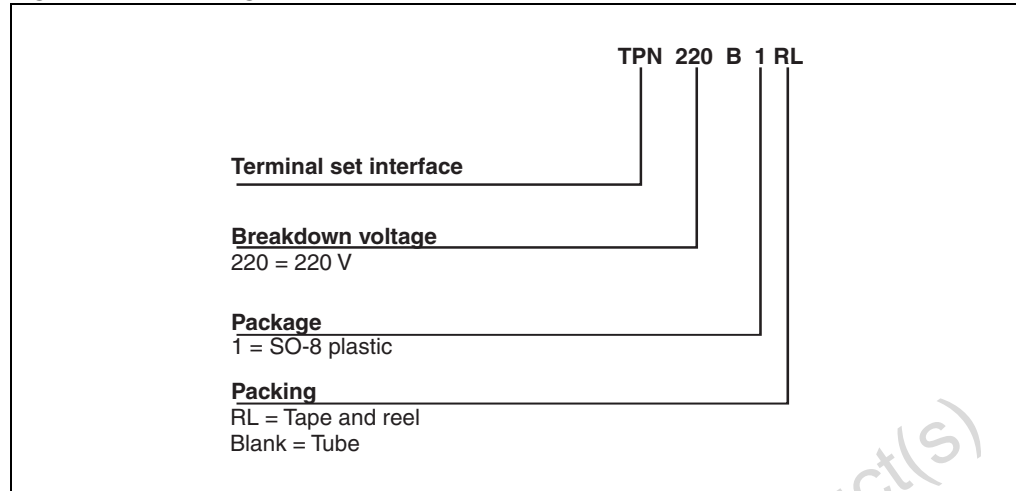 TPN 220 B 1 RL
Terminal set interface
Breakdown voltage
220 = 220 V
Package
1 = SO-8 plastic
Packing
RL = Tape and reel
Blank = Tube
ct(s)